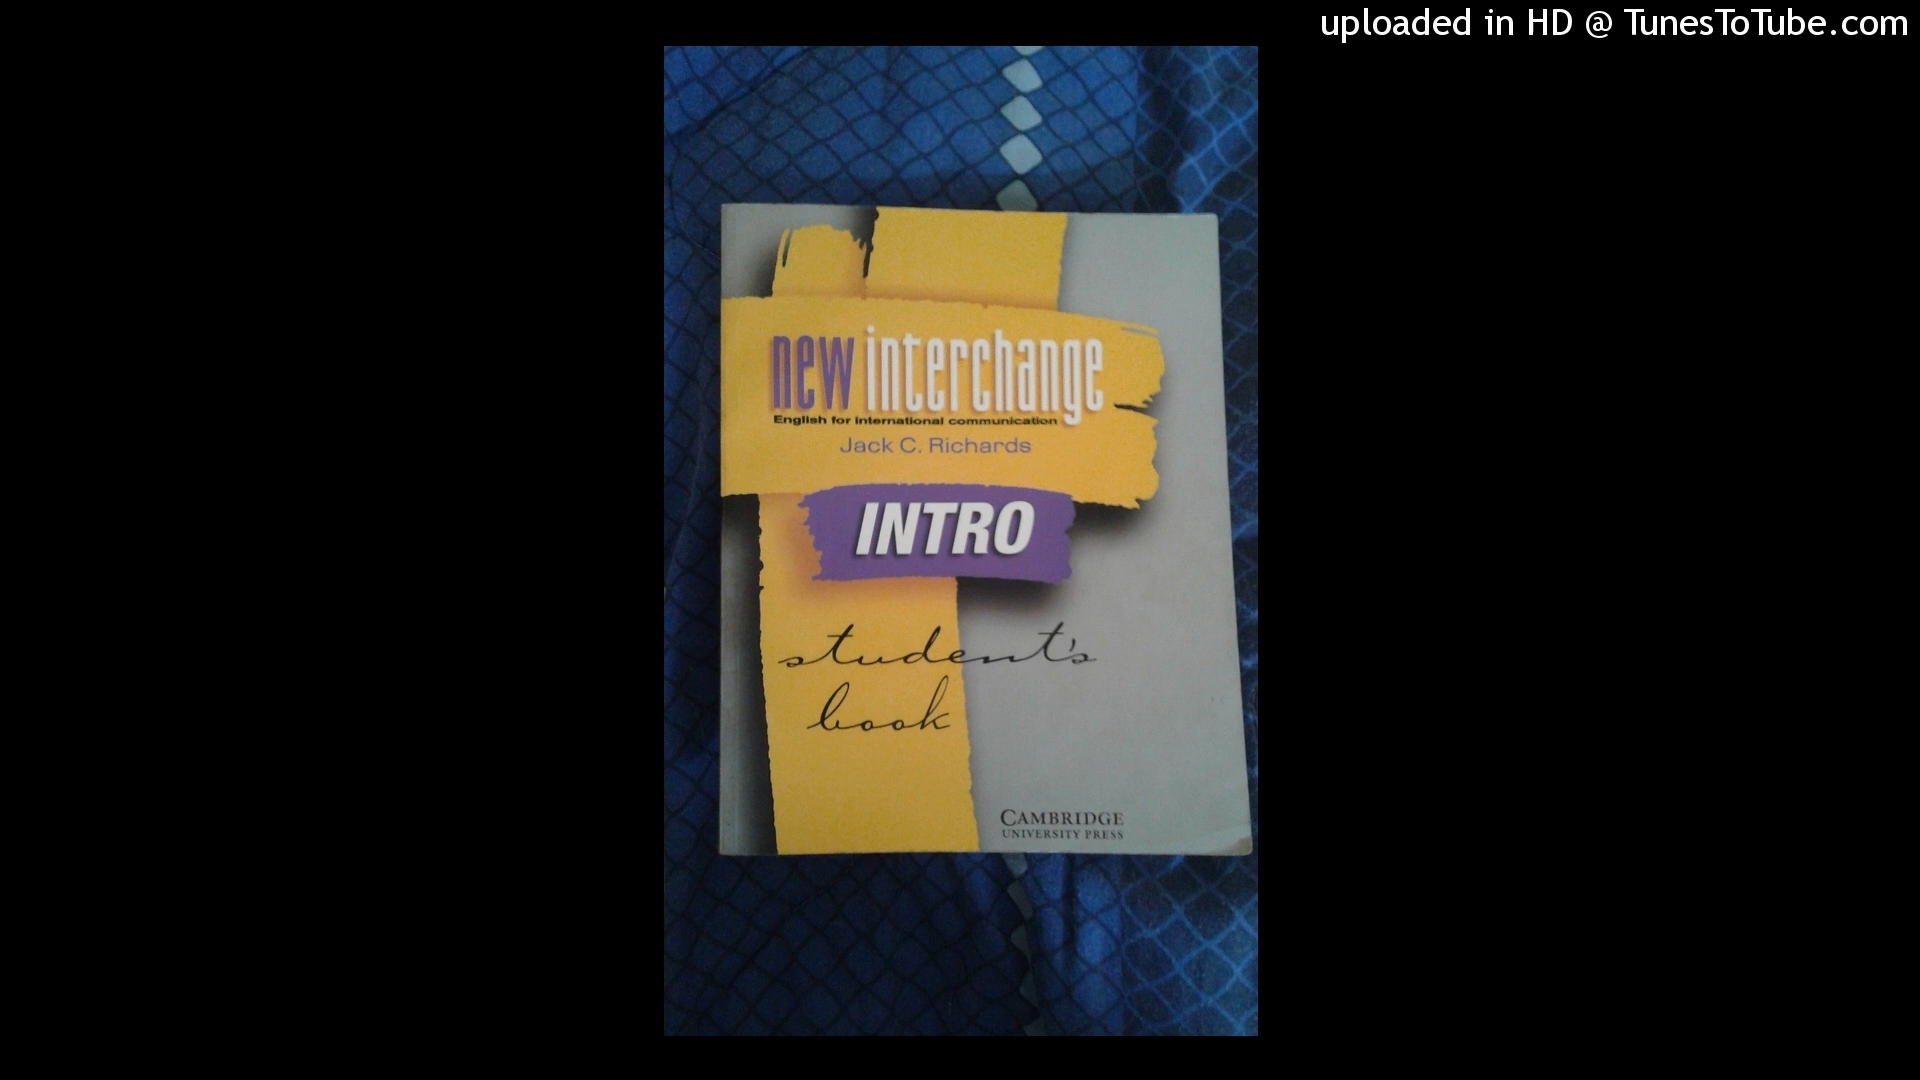 uploaded in HD @ TunesToTube.com
new interchange
English for international communication
Jack C. Richards
INTRO
student's
book
CAMBRIDGE
UNIVERSITY PRESS